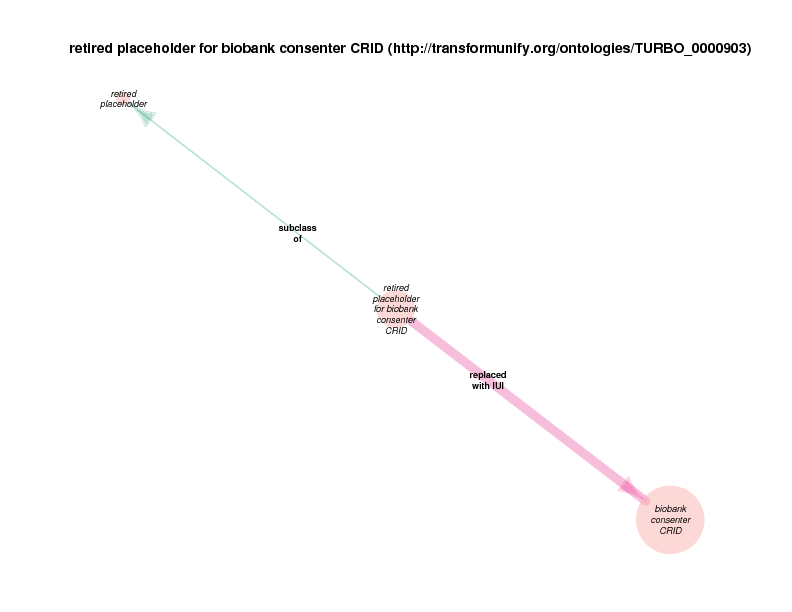 retired placeholder for biobank consenter CRID (http://transformunify.org/ontologies/TURBO_0000903)
retired
placeholder
subclass
of
retired
placeholder
for biobank
consenter
CRID
replaced
with IUI
biobank
consenter
CRID